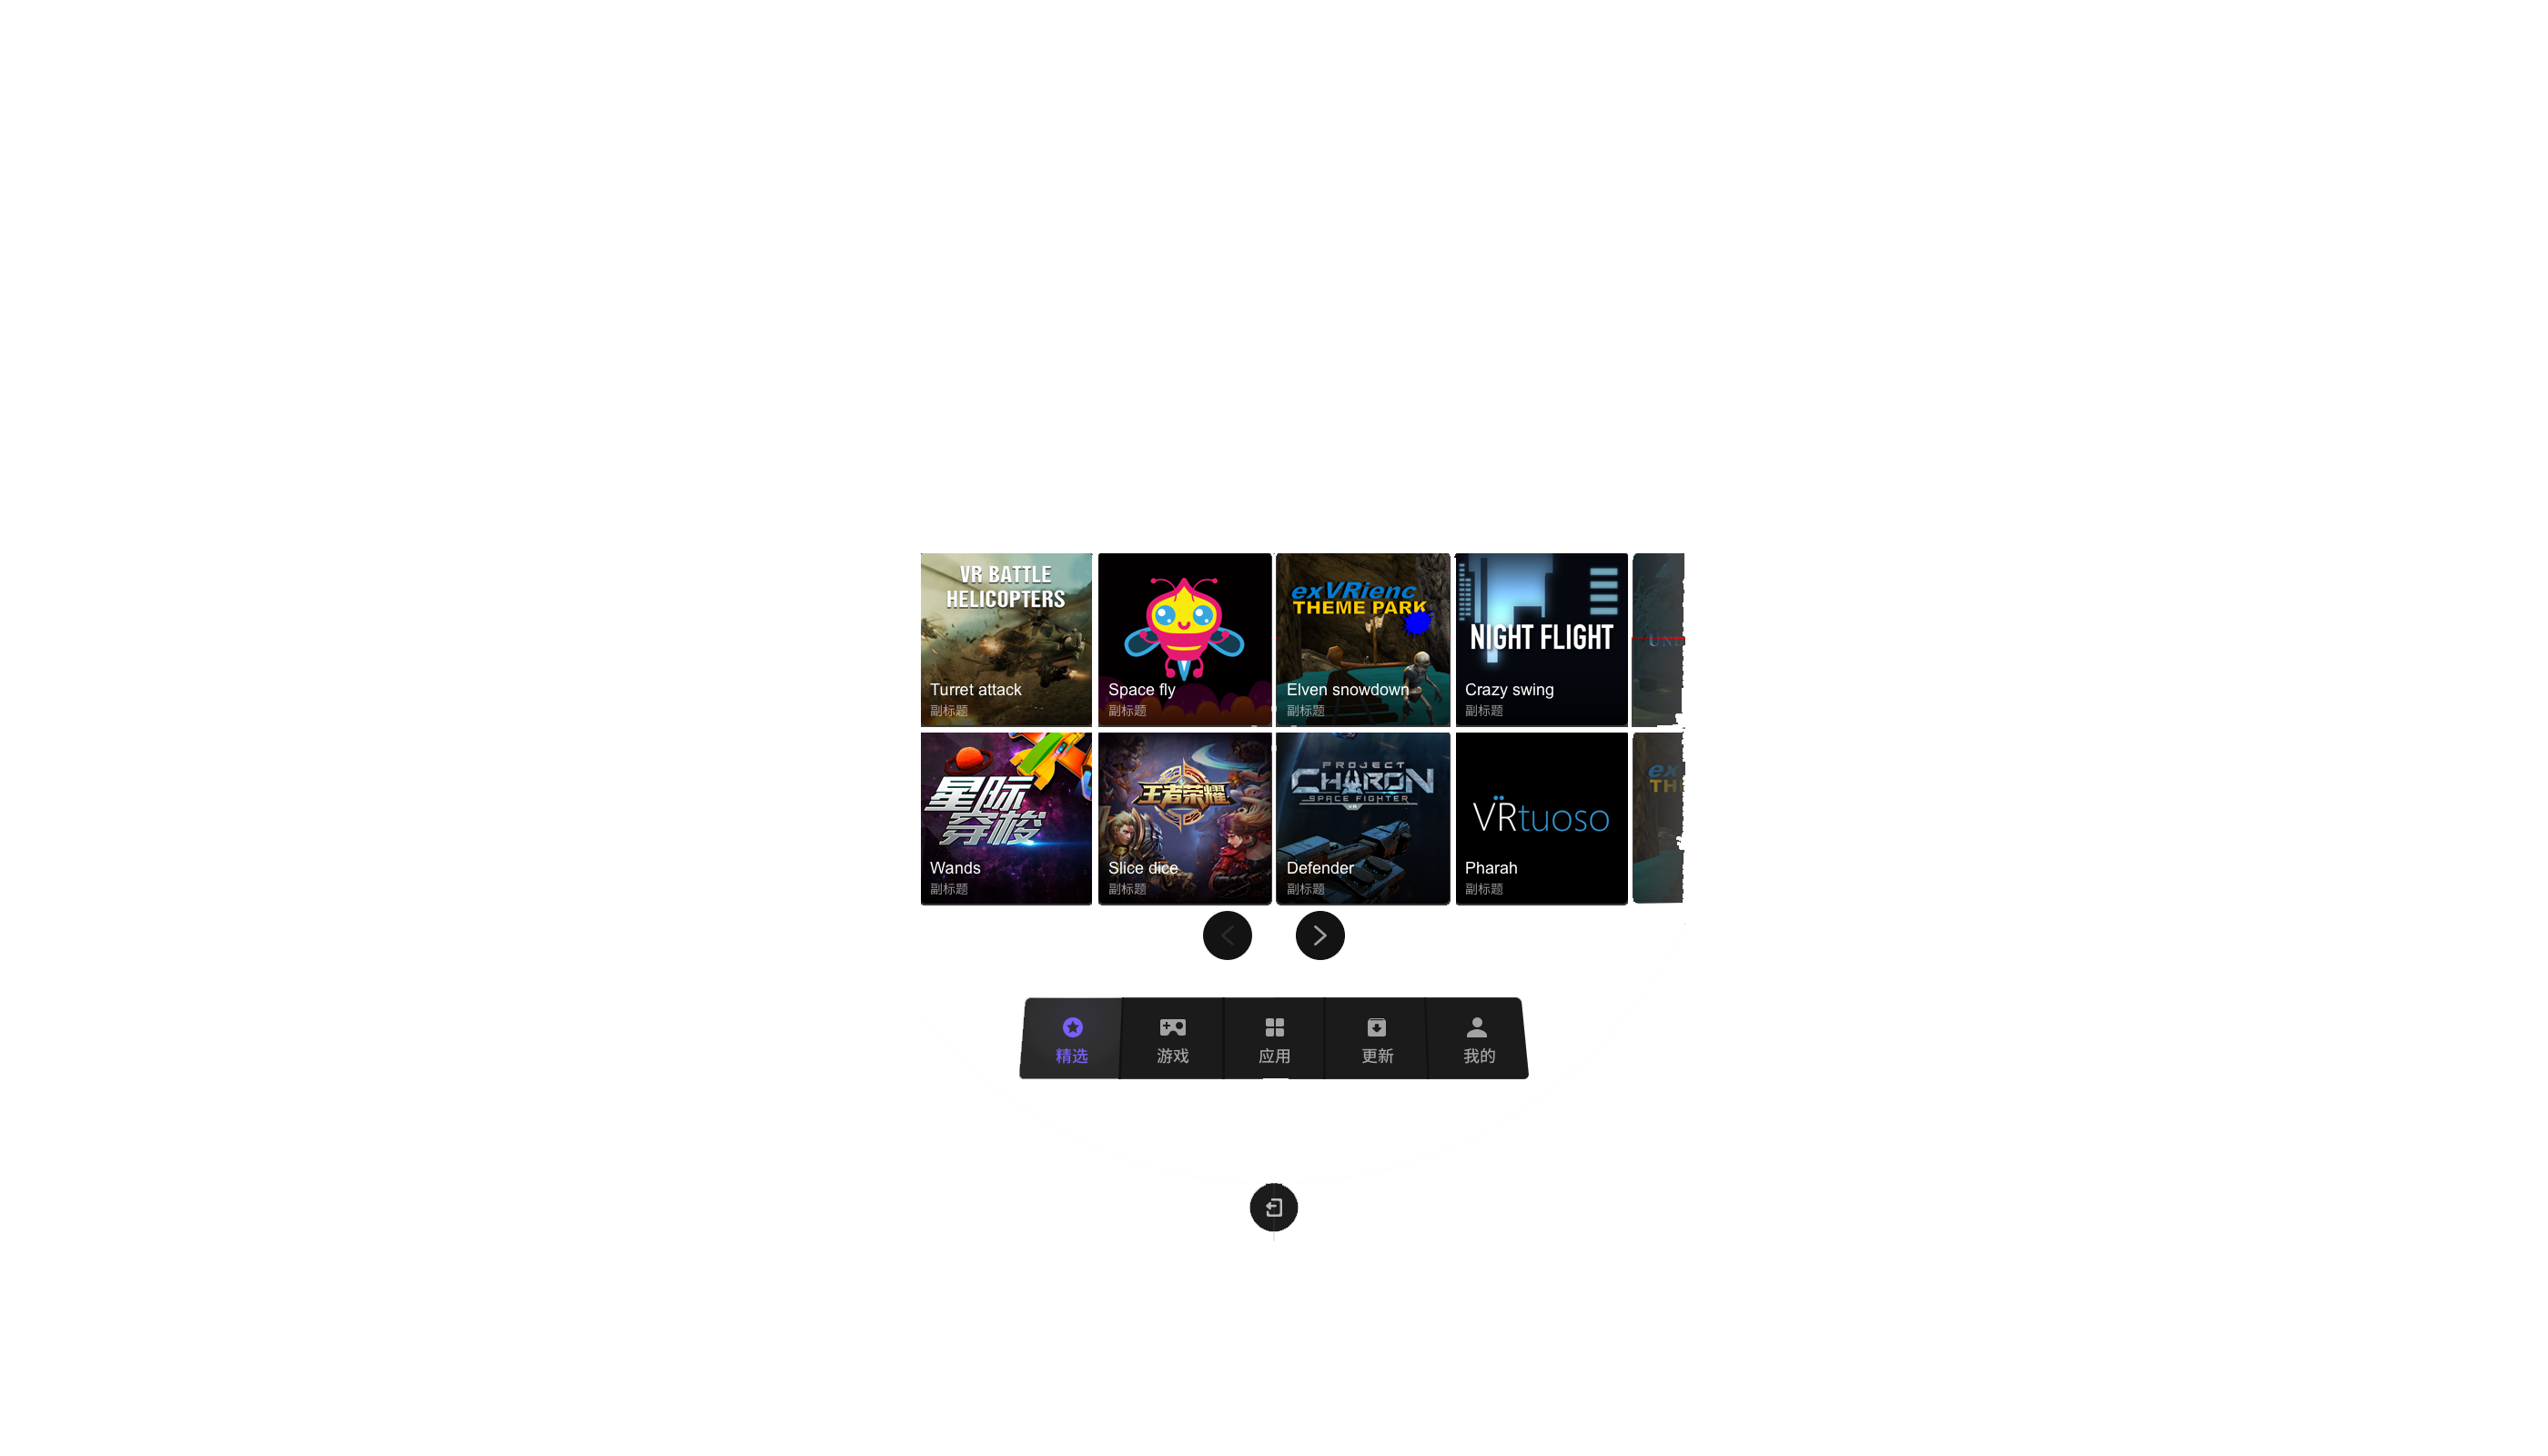 VR BATTLE
HELICOPTERS
Turret attack
副标题
Space fly
副标题
exVRienc
THEME PARK
Elven snowdown
副标题
NIGHT FLIGHT
Crazy swing
副标题
星际
穿梭
Wands
副标题
王者荣耀
Slice dice
副标题
PROJECT
CHARON
SPACE FIGHTER
VR
Defender
副标题
VRtuoso
Pharah
副标题
ex
TH
精选
游戏
应用
更新
我的